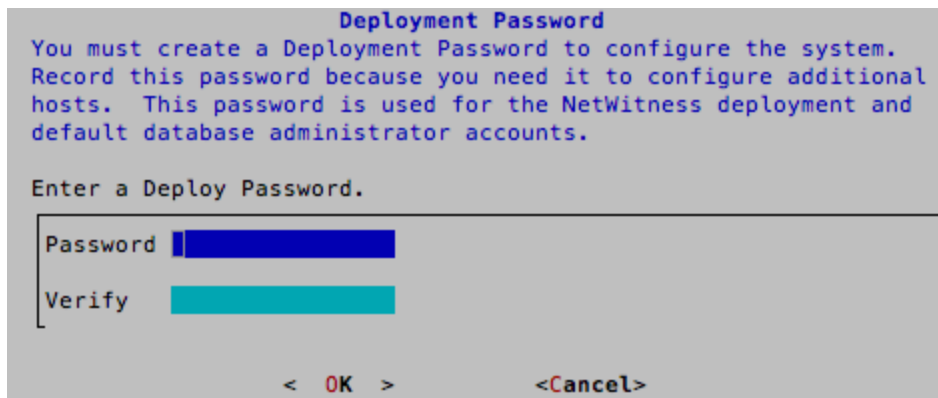 Deployment Password
You must create a Deployment Password to configure the system.
Record this password because you need it to configure additional
hosts.  This password is used for the NetWitness deployment and
default database administrator accounts.
Enter a Deploy Password.
Password
Verify
<  OK  >          <Cancel>